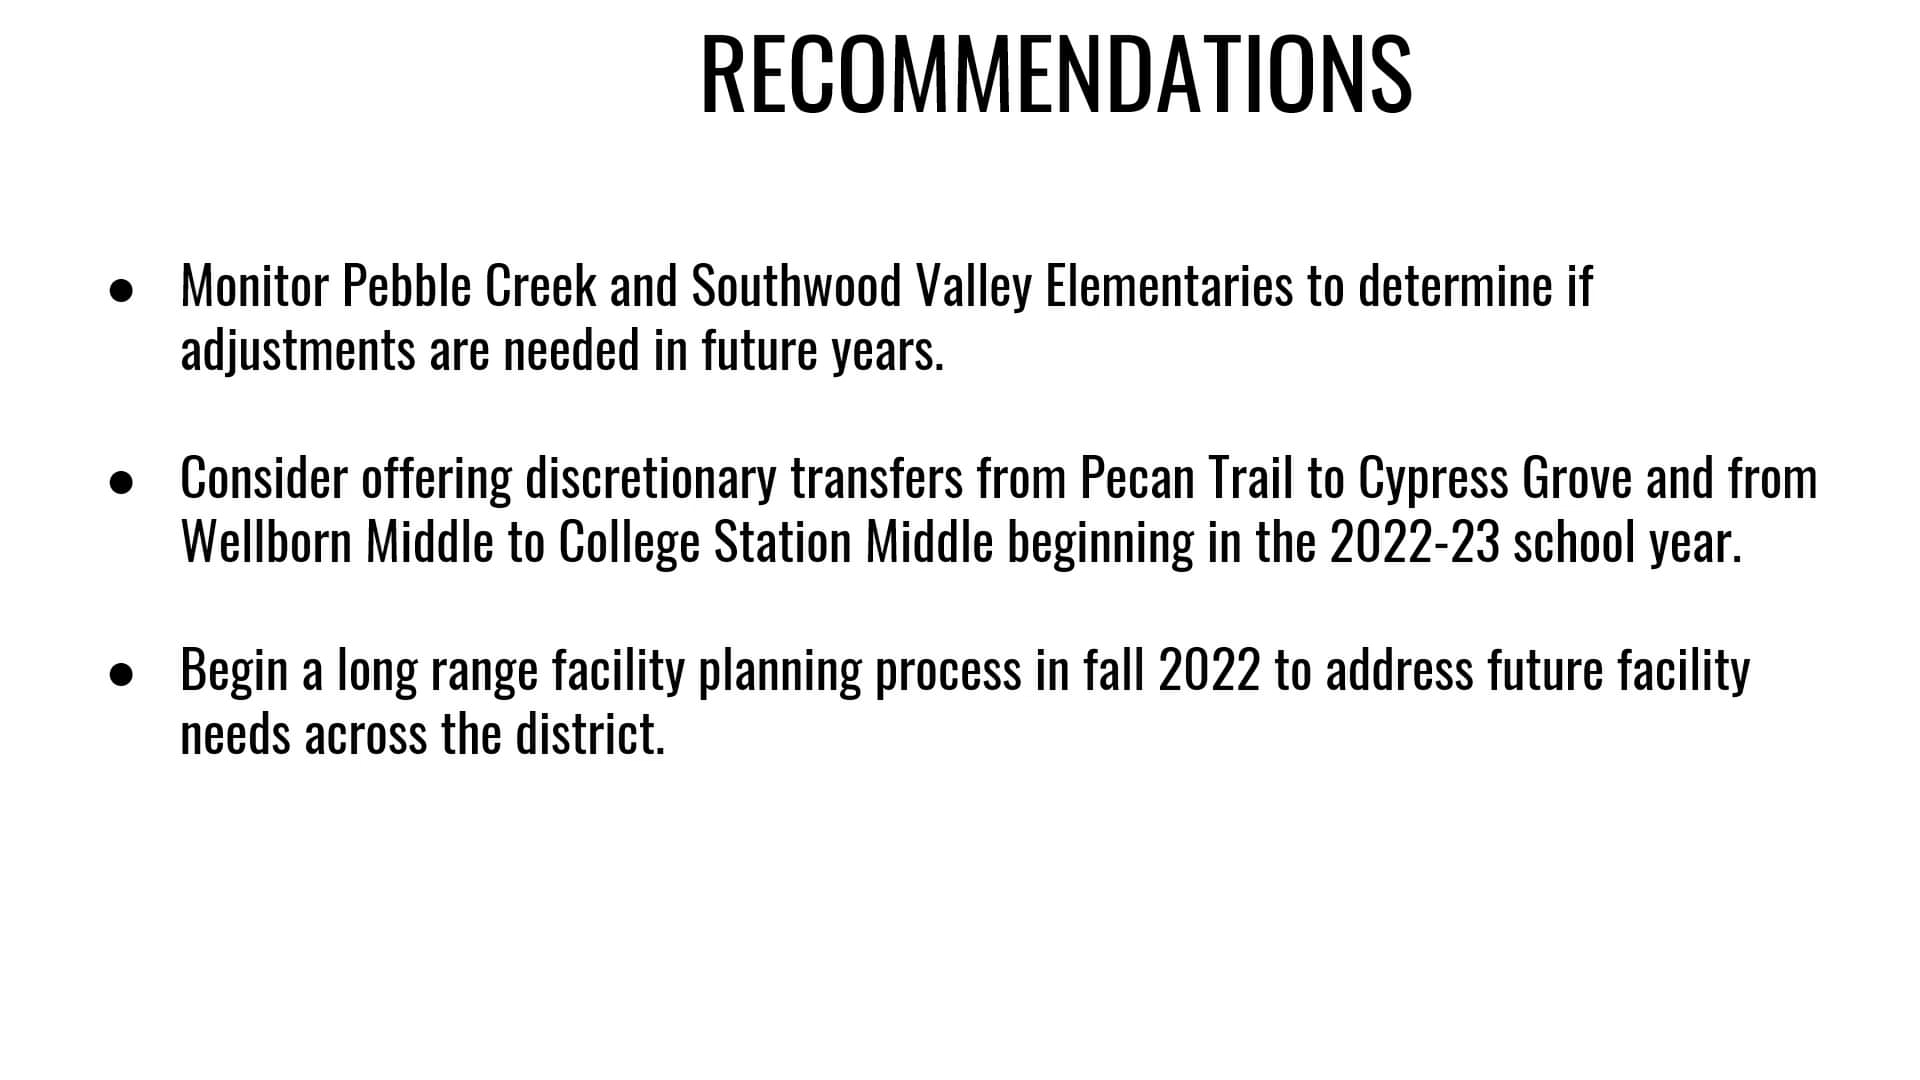 RECOMMENDATIONS
● Monitor Pebble Creek and Southwood Valley Elementaries to determine if
adjustments are needed in future years.
● Consider offering discretionary transfers from Pecan Trail to Cypress Grove and from
Wellborn Middle to College Station Middle beginning in the 2022-23 school year.
● Begin a long range facility planning process in fall 2022 to address future facility
needs across the district.